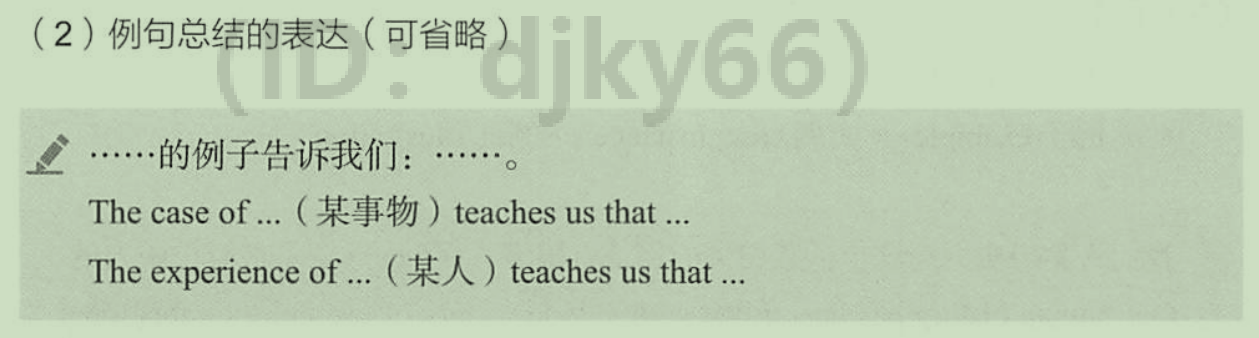 （2）例句总结的表达（可省略）
(ID: djky66)
……的例子告诉我们：……。
The case of ...（某事物）teaches us that ...
The experience of ...（某人）teaches us that ...